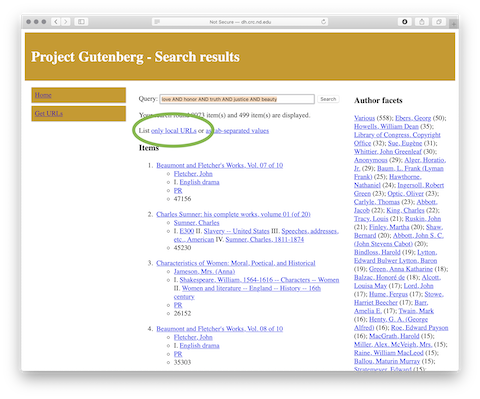 Not Secure — dh.crc.nd.edu
Project Gutenberg - Search results
Home
Get URLs
Query: love AND honor AND truth AND justice AND beauty Search
Your search found 9023 item(s) and 499 item(s) are displayed.
List only local URLs or as tab-separated values
Items
1. Beaumont and Fletcher's Works, Vol. 07 of 10
Fletcher, John
I. English drama
PR
47156
2. Charles Sumner: his complete works, volume 01 (of 20)
Sumner, Charles
I. E300 II. Slavery -- United States III. Speeches, addresses,
etc., American IV. Sumner, Charles, 1811-1874
45230
3. Characteristics of Women: Moral, Poetical, and Historical
Jameson, Mrs. (Anna)
I. Shakespeare, William, 1564-1616 -- Characters -- Women
II. Women and literature -- England -- History -- 16th
century
PR
26152
4. Beaumont and Fletcher's Works, Vol. 08 of 10
Fletcher, John
I. English drama
PR
35303
Author facets
Various (558); Ebers, Georg (50);
Howells, William Dean (35);
Library of Congress. Copyright
Office (32); Sue, Eugène (31);
Whittier, John Greenleaf (30);
Anonymous (29); Alger, Horatio,
Jr. (29); Baum, L. Frank (Lyman
Frank) (25); Hawthorne,
Nathaniel (24); Ingersoll, Robert
Green (23); Optic, Oliver (23);
Carlyle, Thomas (23); Abbott,
Jacob (22); King, Charles (22);
Tracy, Louis (21); Ruskin, John
(21); Finley, Martha (20); Shaw,
Bernard (20); Abbott, John S. C.
(John Stevens Cabot) (20);
Bindloss, Harold (19); Lytton,
Edward Bulwer Lytton, Baron
(19); Green, Anna Katharine (18);
Balzac, Honoré de (18); Alcott,
Louisa May (17); Lord, John
(17); Hume, Fergus (17); Stowe,
Harriet Beecher (17); Barr,
Amelia E. (17); Twain, Mark
(16); Henty, G. A. (George
Alfred) (16); Roe, Edward Payson
(16); MacGrath, Harold (15);
Miller, Alex. McVeigh, Mrs. (15);
Raine, William MacLeod (15);
Ballou, Maturin Murray (15);
Stratemeyer, Edward